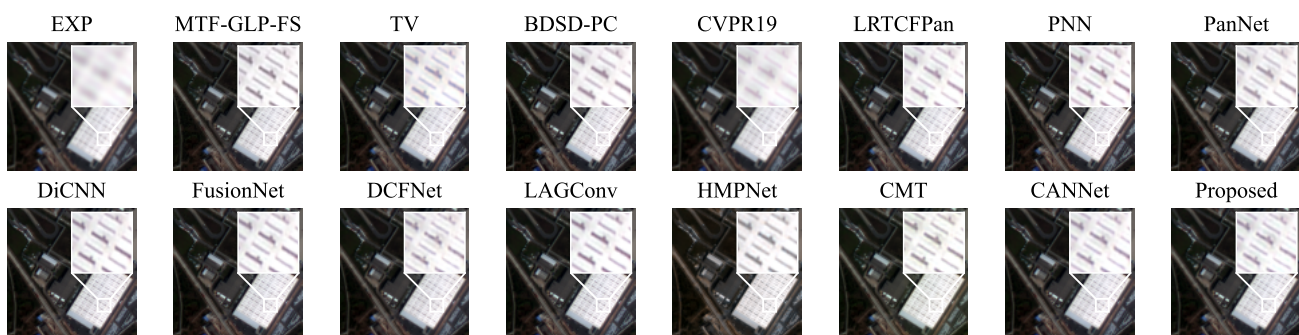 EXP MTF-GLP-FS TV BDSD-PC CVPR19 LRTCFPan PNN PanNet
DiCNN FusionNet DCFNet LAGConv HMPNet CMT CANNet Proposed